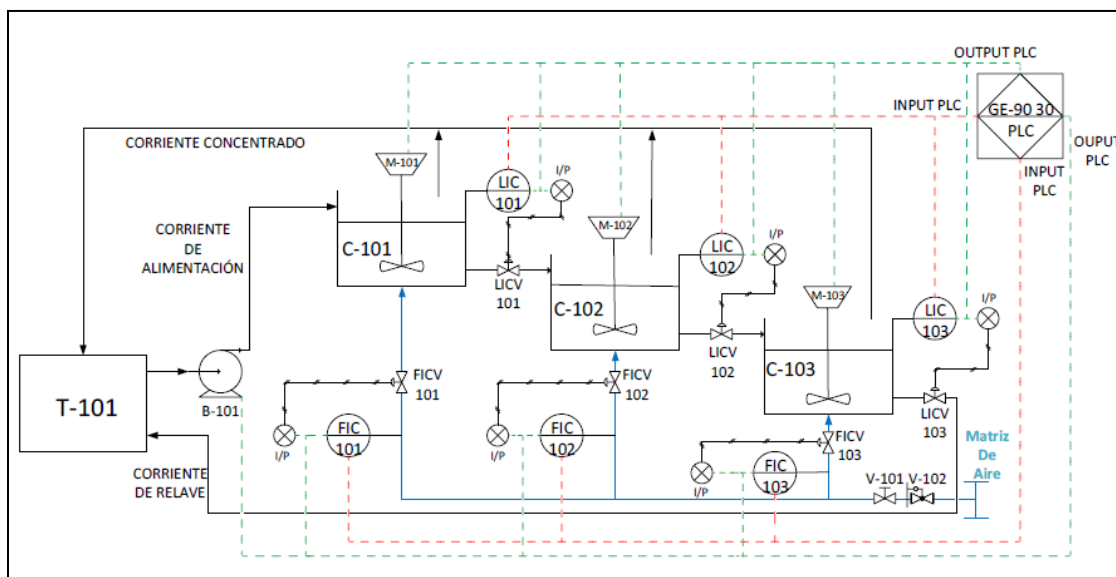 OUTPUT PLC
INPUT PLC
GE-90 30
PLC
OUPUT
PLC
INPUT
PLC
CORRIENTE CONCENTRADO
M-101
LIC
101
I/P
M-102
C-101
CORRIENTE
DE
ALIMENTACIÓN
LICV
101
LIC
102
I/P
C-102
M-103
LIC
103
I/P
LICV
102
C-103
T-101
B-101
FICV
101
FICV
102
LICV
103
I/P
FIC
101
I/P
FIC
102
FICV
103
I/P
FIC
103
Matriz
De
Aire
V-101
V-102
CORRIENTE
DE RELAVE